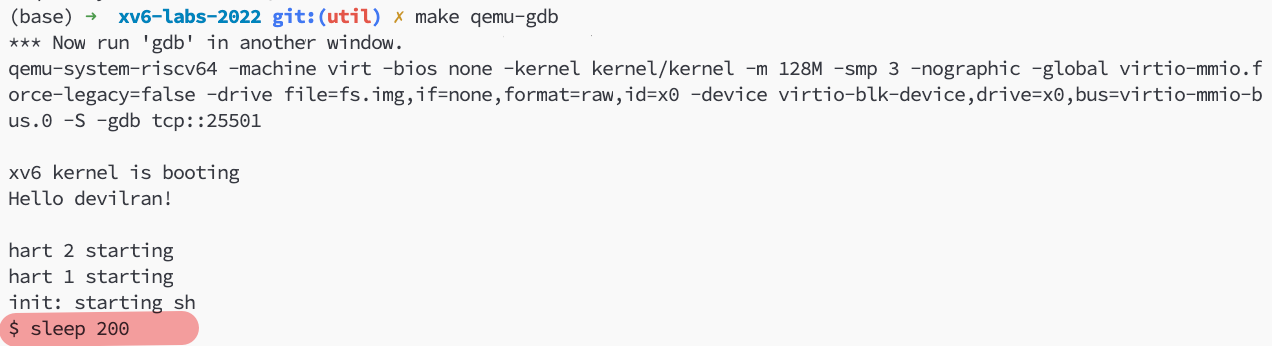 (base) → xv6-labs-2022 git:(util) ✗ make qemu-gdb
*** Now run 'gdb' in another window.
qemu-system-riscv64 -machine virt -bios none -kernel kernel/kernel -m 128M -smp 3 -nographic -global virtio-mmio.f
orce-legacy=false -drive file=fs.img,if=none,format=raw,id=x0 -device virtio-blk-device,drive=x0,bus=virtio-mmio-b
us.0 -S -gdb tcp::25501
xv6 kernel is booting
Hello devilran!
hart 2 starting
hart 1 starting
init: starting sh
$ sleep 200